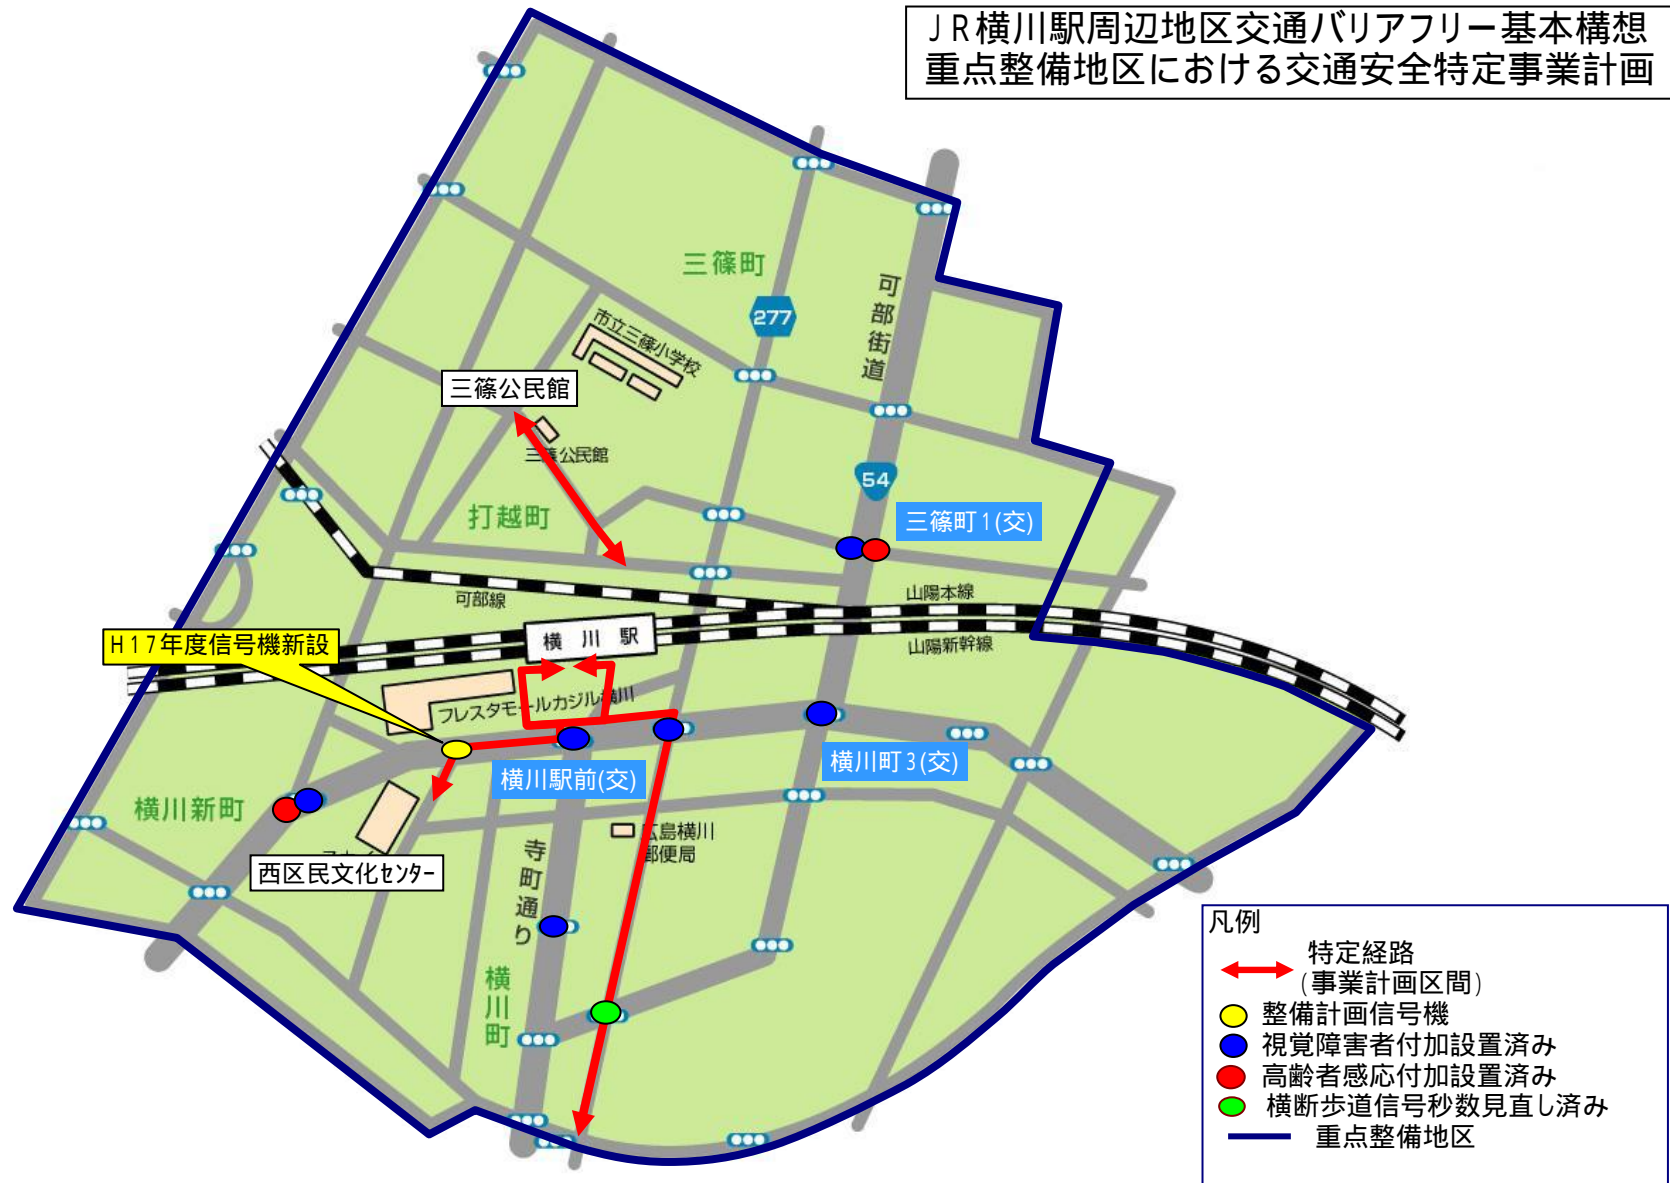 JR横川駅周辺地区交通バリアフリー基本構想
重点整備地区における交通安全特定事業計画
三篠町
可部街道
277
市立三篠小学校
三篠公民館
三篠公民館
54
打越町
三篠町1(交)
可部線
山陽本線
横川駅
山陽新幹線
H17年度信号機新設
フレスタモールカジル横川
横川駅前(交)
横川町3(交)
横川新町
広島横川
郵便局
寺町通り
西区民文化センター
横川町
凡例
特定経路
(事業計画区間)
整備計画信号機
視覚障害者付加設置済み
高齢者感応付加設置済み
横断歩道信号秒数見直し済み
重点整備地区